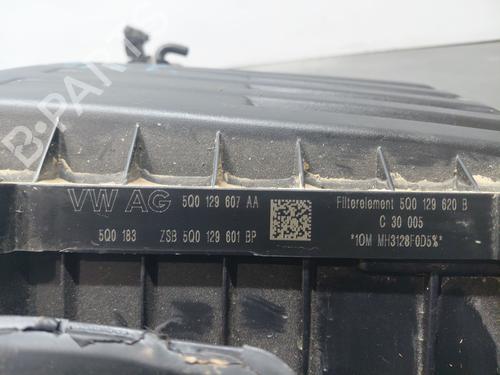 B-PARTS
VW AG 5Q0 129 607 AA
5Q0 183 ZSB 5Q0 129 601 BP
Filterelement 5Q0 129 620 B
C 30 005
*1OM MH3128F0D5%*